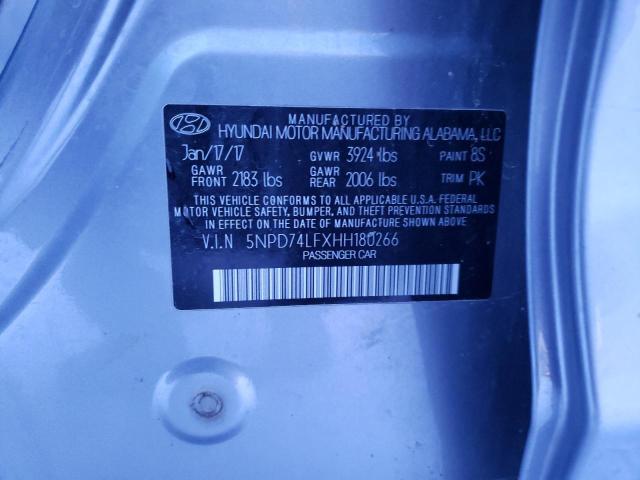 MANUFACTURED BY
HYUNDAI MOTOR MANUFACTURING ALABAMA, LLC
Jan/17/17 GVWR 3924 lbs PAINT 8S
GAWR FRONT 2183 lbs GAWR REAR 2006 lbs TRIM PK
THIS VEHICLE CONFORMS TO ALL APPLICABLE U.S.A. FEDERAL
MOTOR VEHICLE SAFETY, BUMPER, AND THEFT PREVENTION STANDARDS
IN EFFECT ON THE DATE OF MANUFACTURE SHOWN ABOVE.
V.I.N 5NPD74LFXHH180266
PASSENGER CAR